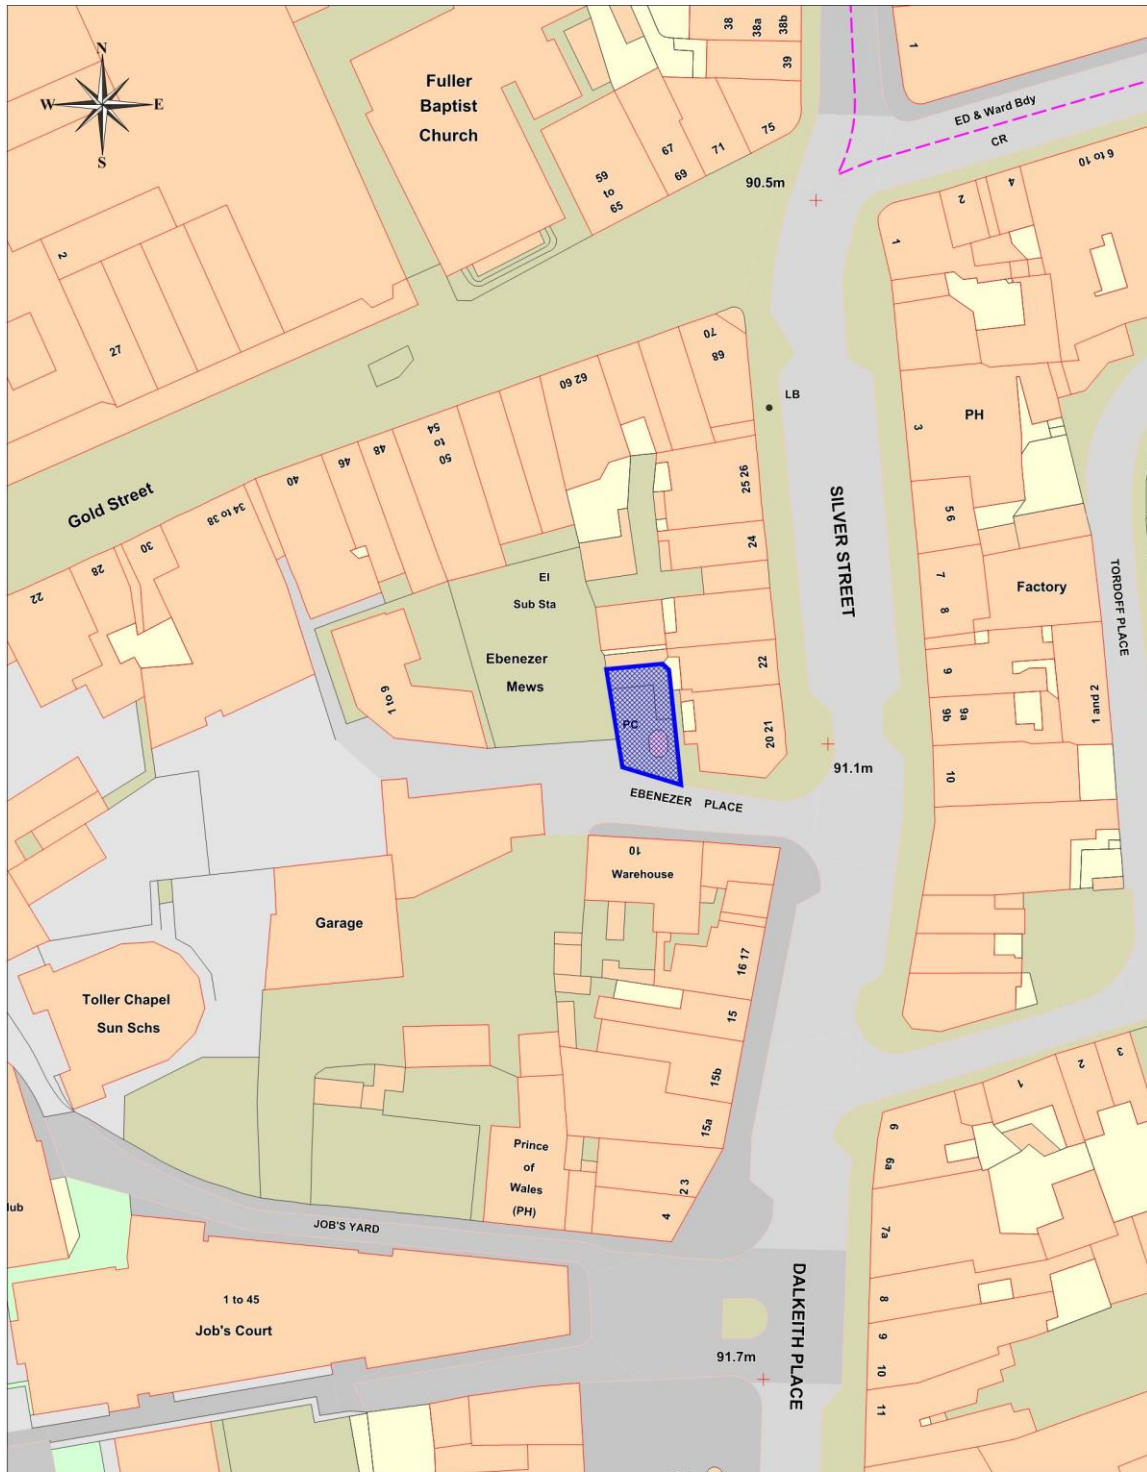 38
38a
38b
39
1
N
W
E
S
Fuller
Baptist
Church
ED & Ward Bdy
CR
75
71
67
69
59
to
65
90.5m
6 to 10
4
2
1
2
27
70
68
LB
62 60
PH
3
54
to
50
48
46
40
25 26
Gold Street
34 to 38
30
28
22
24
SILVER STREET
5 6
7
8
Factory
TORDOFF PLACE
El
Sub Sta
Ebenezer
Mews
22
9
9a
9b
1 and 2
1 to 9
PC
20 21
91.1m
10
EBENEZER PLACE
10
Warehouse
Garage
16 17
Toller Chapel
Sun Schs
15
15b
15a
3
2
1
6
6a
Prince
of
Wales
(PH)
2 3
4
7a
lub
JOB'S YARD
1 to 45
Job's Court
DALKEITH PLACE
91.7m
8
9
10
11